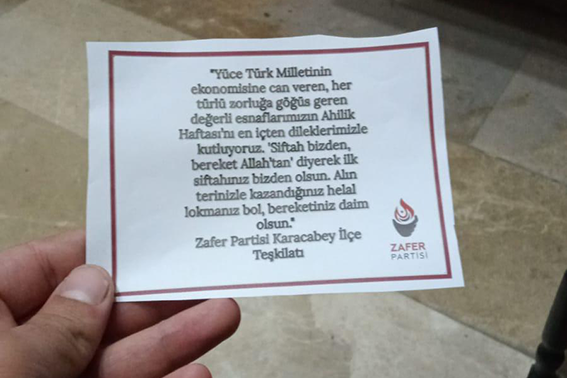 "Yüce Türk Milletinin
ekonomisine can veren, her
türlü zorluğa göğüs geren
değerli esnaflarımızın Ahilik
Haftası'nı en içten dileklerimizle
kutluyoruz. 'Siftah bizden,
bereket Allah'tan' diyerek ilk
siftahınız bizden olsun. Alın
terinizle kazandığınız helal
lokmanız bol, bereketiniz daim
olsun."
Zafer Partisi Karacabey İlçe
Teşkilatı
ZAFER
PARTİSİ